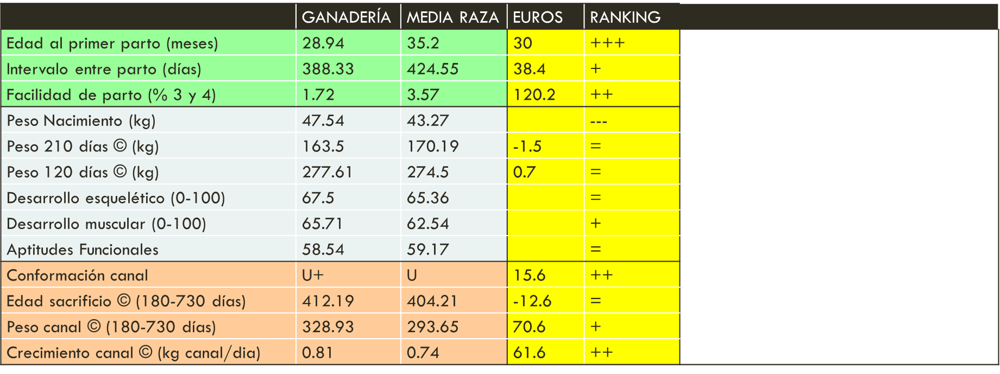 GANADERÍA MEDIA RAZA EUROS RANKING
Edad al primer parto (meses) 28.94 35.2 30 +++
Intervalo entre parto (días) 388.33 424.55 38.4 +
Facilidad de parto (% 3 y 4) 1.72 3.57 120.2 ++
Peso Nacimiento (kg) 47.54 43.27 ---
Peso 210 días © (kg) 163.5 170.19 -1.5 =
Peso 120 días © (kg) 277.61 274.5 0.7 =
Desarrollo esquelético (0-100) 67.5 65.36 =
Desarrollo muscular (0-100) 65.71 62.54 +
Aptitudes Funcionales 58.54 59.17 =
Conformación canal U+ U 15.6 ++
Edad sacrificio © (180-730 días) 412.19 404.21 -12.6 =
Peso canal © (180-730 días) 328.93 293.65 70.6 +
Crecimiento canal © (kg canal/dia) 0.81 0.74 61.6 ++